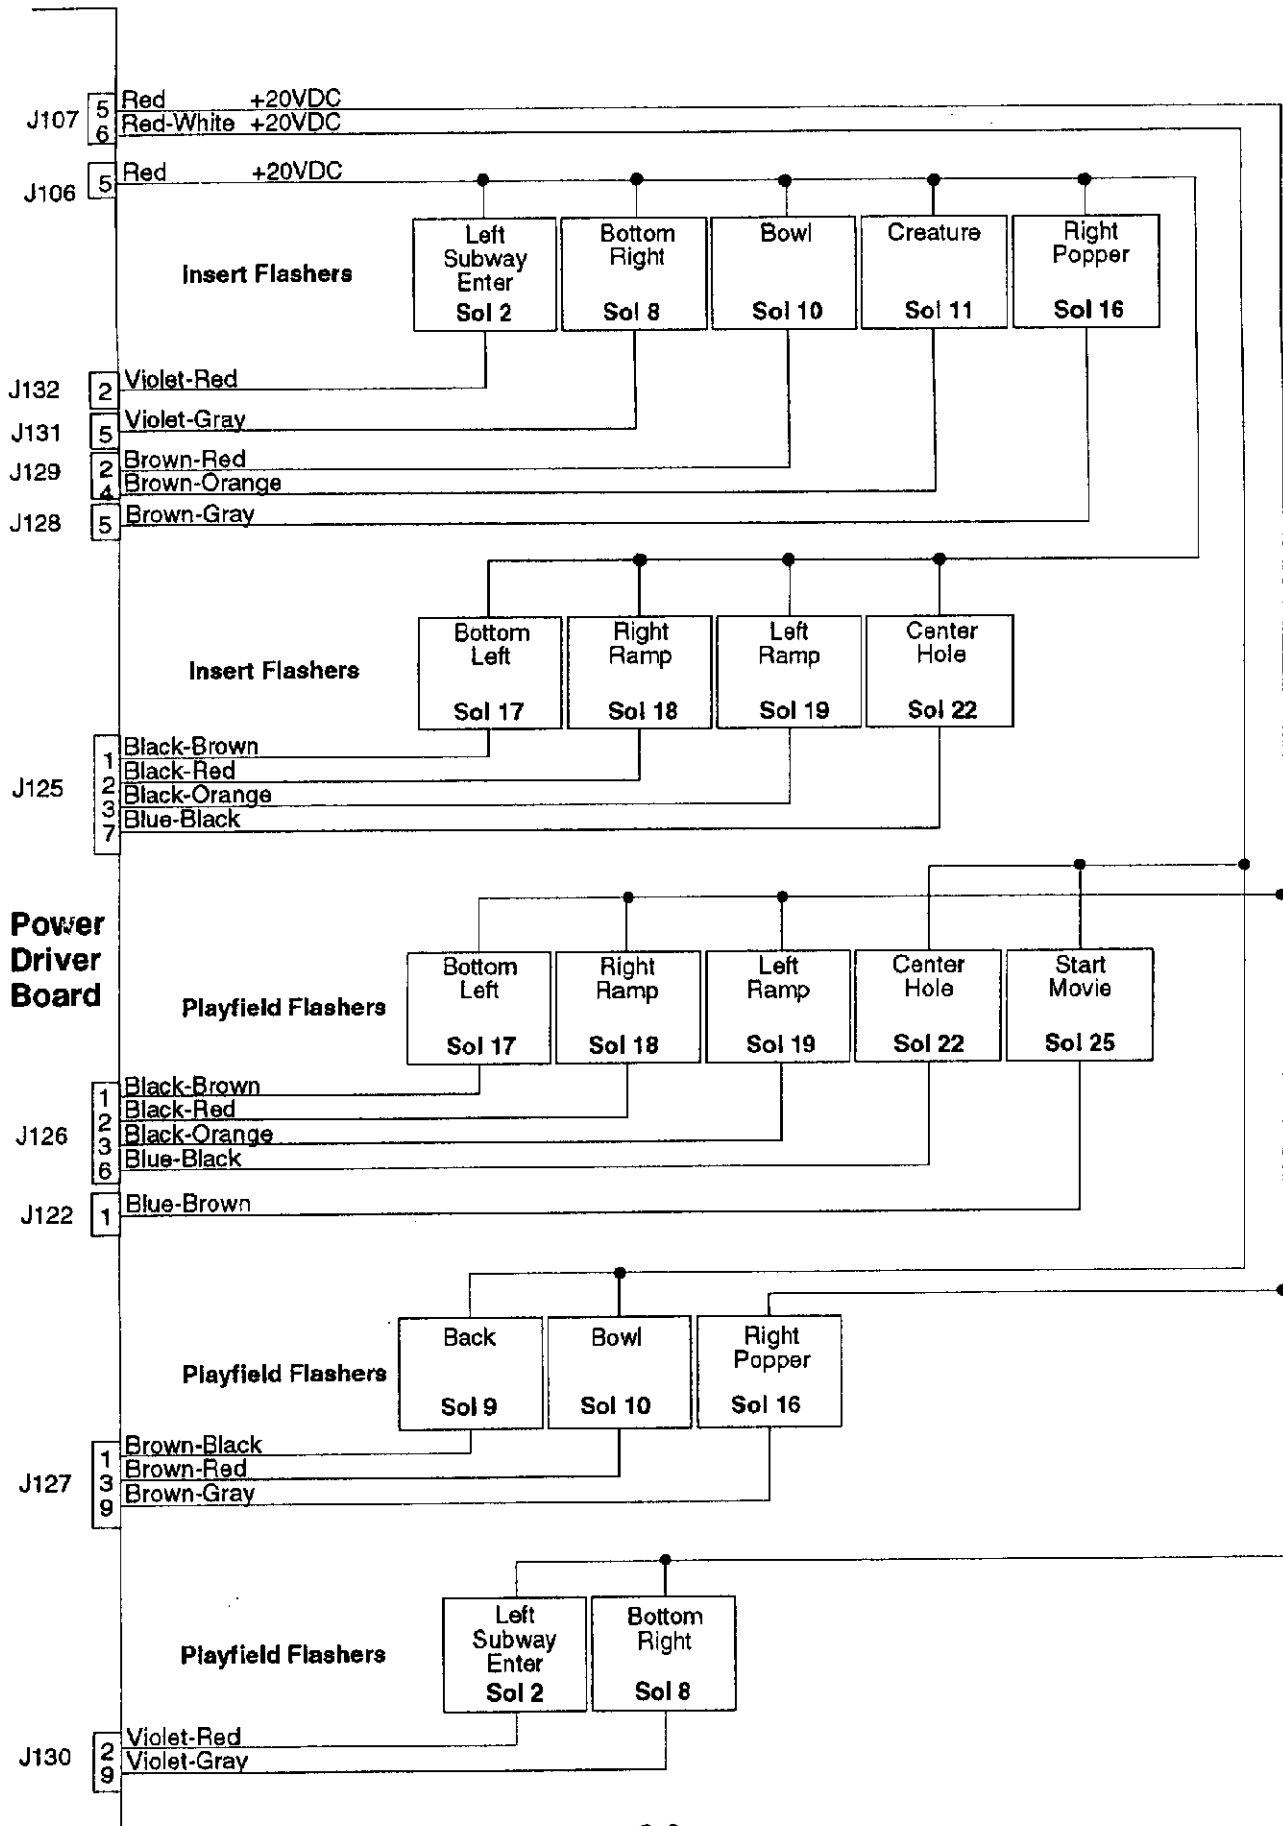 J107 5 Red +20VDC
6 Red-White +20VDC
J106 5 Red +20VDC
Insert Flashers
Left Subway Enter Sol 2
Bottom Right Sol 8
Bowl Sol 10
Creature Sol 11
Right Popper Sol 16
J132 2 Violet-Red
J131 5 Violet-Gray
J129 2 Brown-Red
4 Brown-Orange
J128 5 Brown-Gray
Insert Flashers
Bottom Left Sol 17
Right Ramp Sol 18
Left Ramp Sol 19
Center Hole Sol 22
J125 1 Black-Brown
2 Black-Red
3 Black-Orange
7 Blue-Black
Power
Driver
Board
Playfield Flashers
Bottom Left Sol 17
Right Ramp Sol 18
Left Ramp Sol 19
Center Hole Sol 22
Start Movie Sol 25
J126 1 Black-Brown
2 Black-Red
3 Black-Orange
6 Blue-Black
J122 1 Blue-Brown
Playfield Flashers
Back Sol 9
Bowl Sol 10
Right Popper Sol 16
J127 1 Brown-Black
3 Brown-Red
9 Brown-Gray
Playfield Flashers
Left Subway Enter Sol 2
Bottom Right Sol 8
J130 2 Violet-Red
9 Violet-Gray